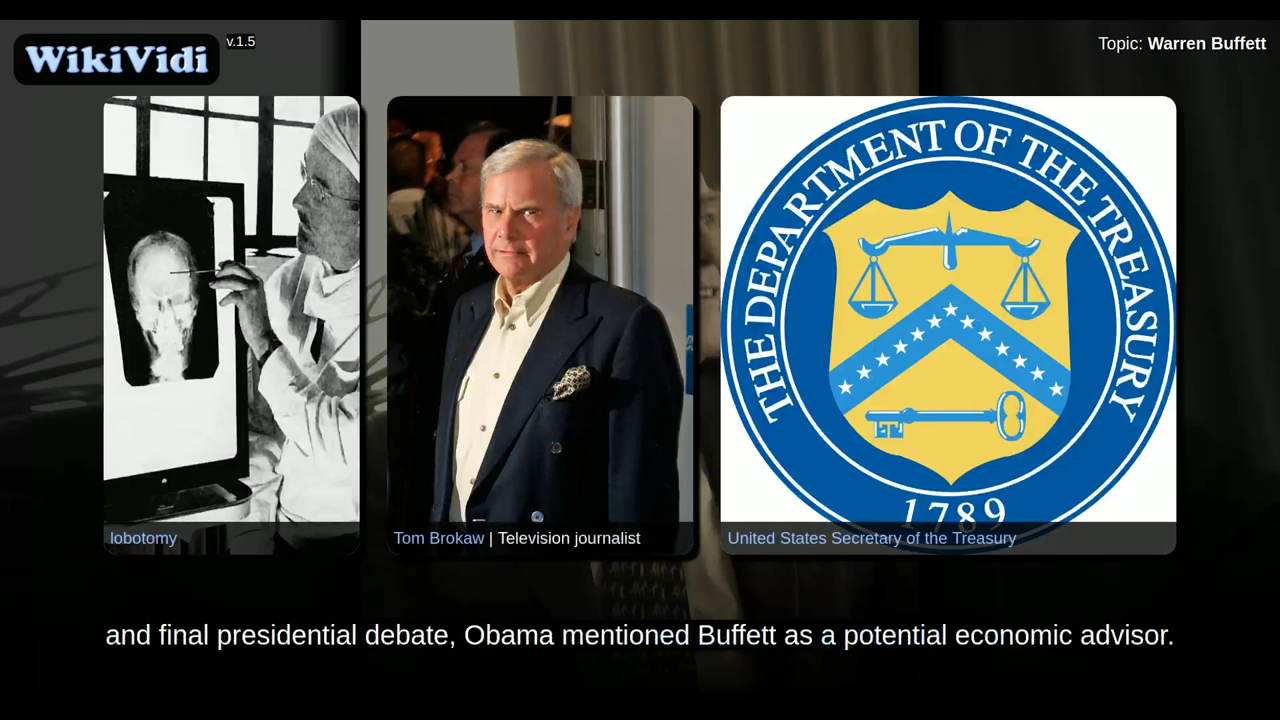 WikiVidi
v.1.5
Topic: Warren Buffett
THE DEPARTMENT OF THE TREASURY
1789
lobotomy
Tom Brokaw | Television journalist
United States Secretary of the Treasury
and final presidential debate, Obama mentioned Buffett as a potential economic advisor.